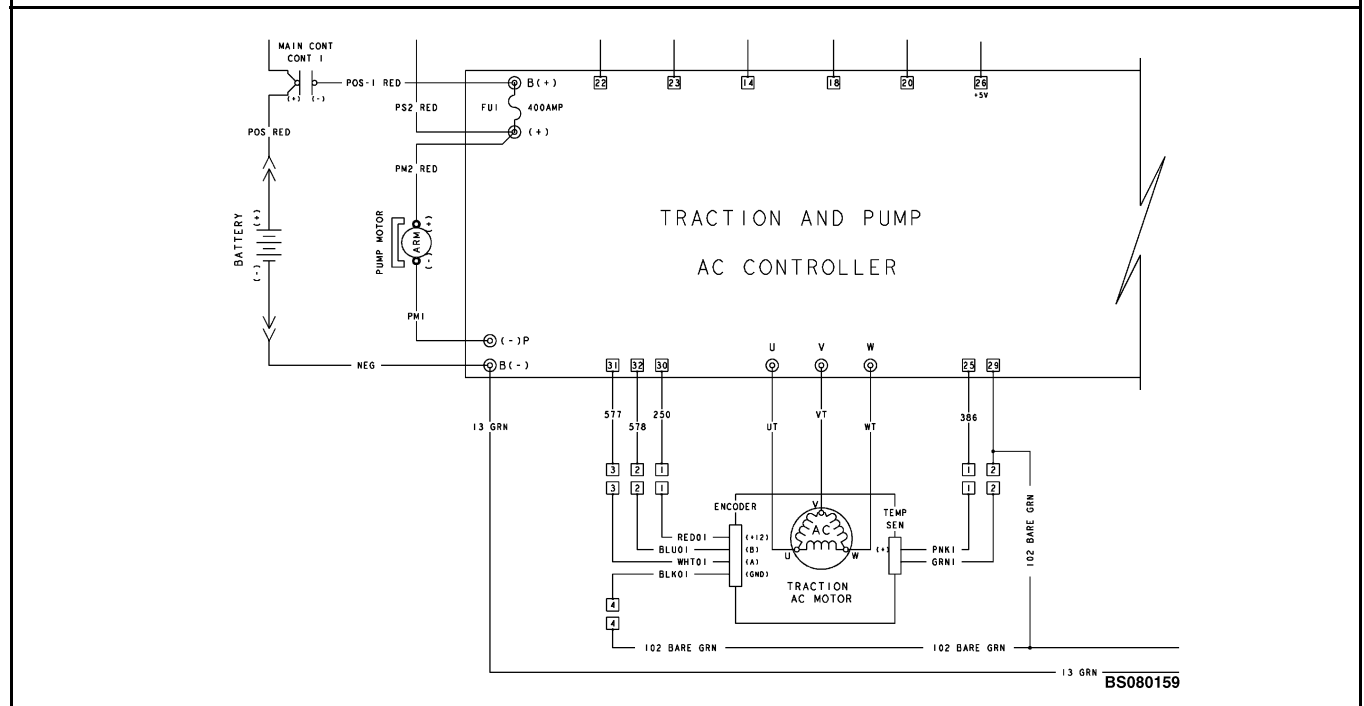 MAIN CONT
CONT 1
(+) (-)
POS-1 RED
B(+)
22
23
14
18
20
26
+5V
PS2 RED
FU1
400AMP
(+)
POS RED
PM2 RED
BATTERY
(+)
(-)
PUMP MOTOR
ARM
(+)
(-)
TRACTION AND PUMP
AC CONTROLLER
PM1
(-)P
NEG
B(-)
31
32
30
U
V
W
25
29
13 GRN
577
578
250
UT
VT
WT
386
3
2
1
1
2
3
2
1
1
2
ENCODER
V
AC
U
W
TEMP
SEN
(+)
RED01
(+12)
BLU01
(B)
WHT01
(A)
BLK01
(GND)
PNK1
GRN1
102 BARE GRN
TRACTION
AC MOTOR
4
4
102 BARE GRN
102 BARE GRN
13 GRN
BS080159